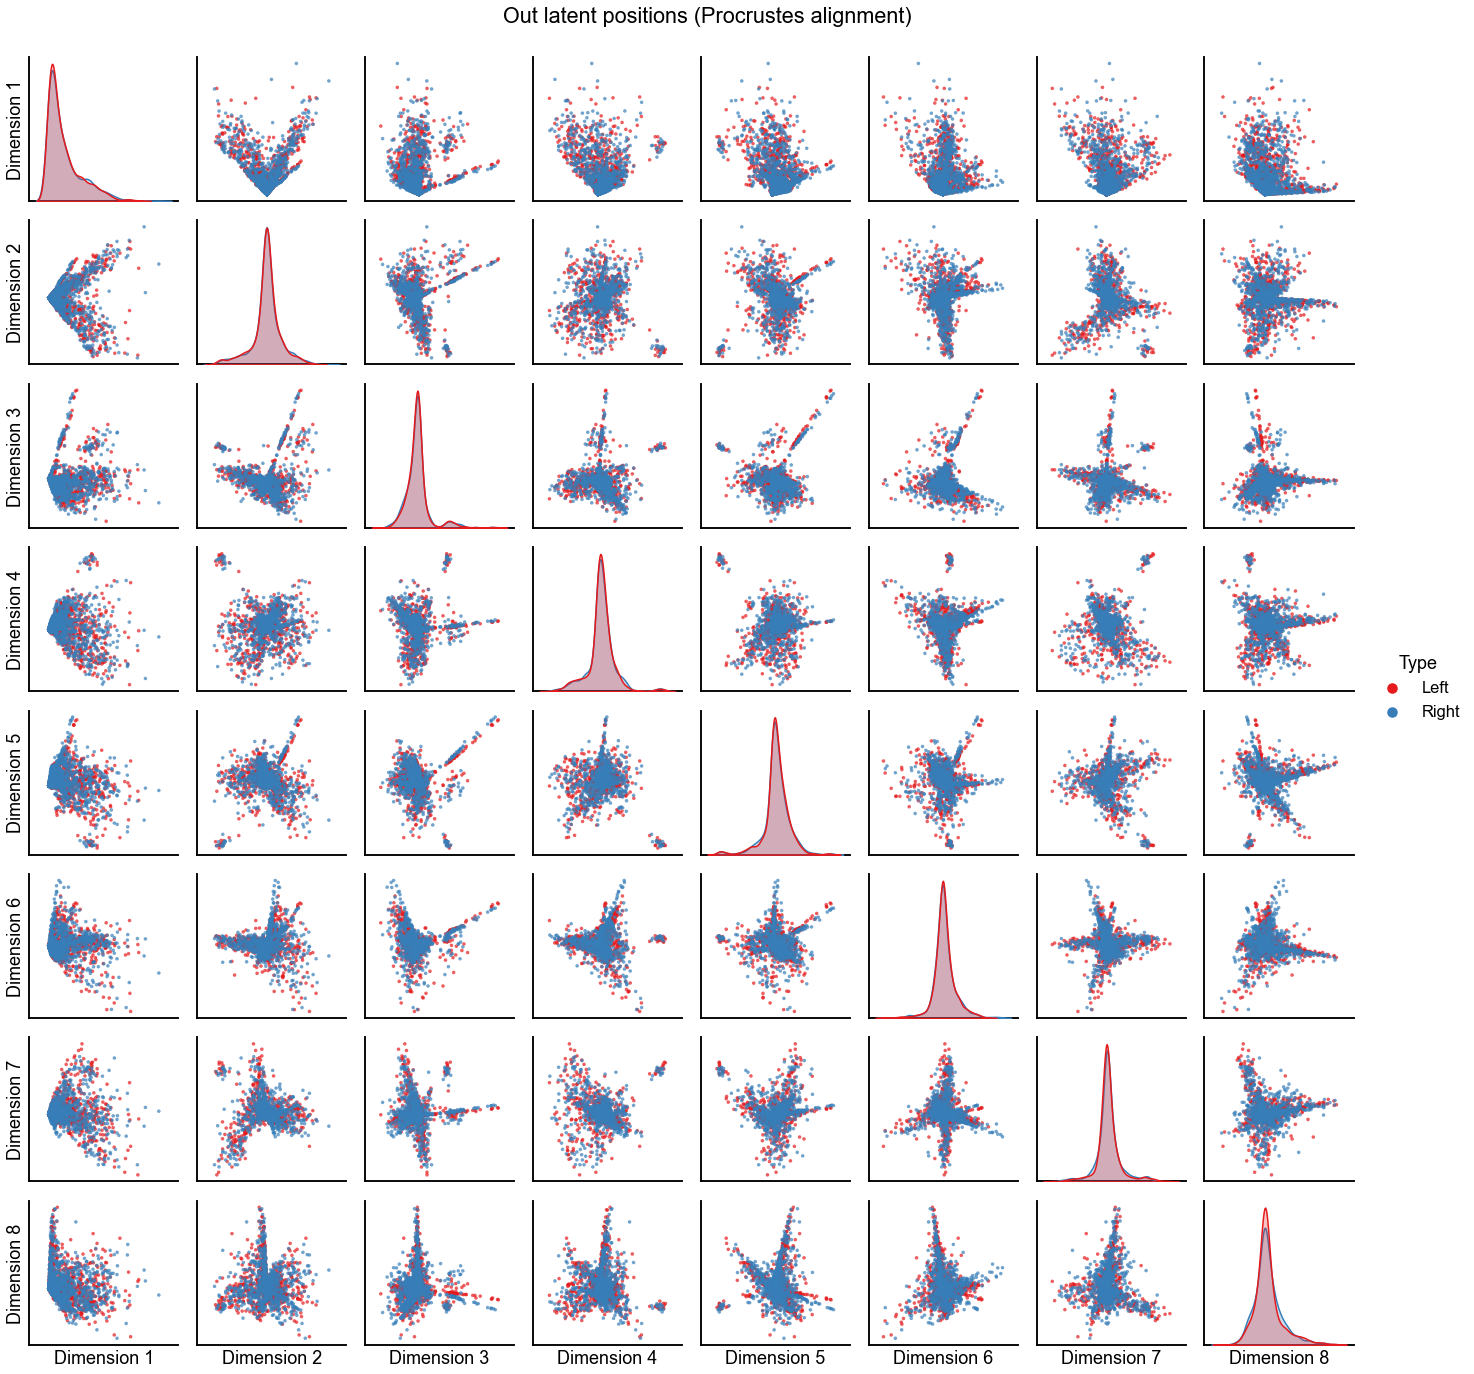 Out latent positions (Procrustes alignment)
Dimension 1
Dimension 2
Dimension 3
Dimension 4
Dimension 5
Dimension 6
Dimension 7
Dimension 8
Type
Left
Right
Dimension 1
Dimension 2
Dimension 3
Dimension 4
Dimension 5
Dimension 6
Dimension 7
Dimension 8